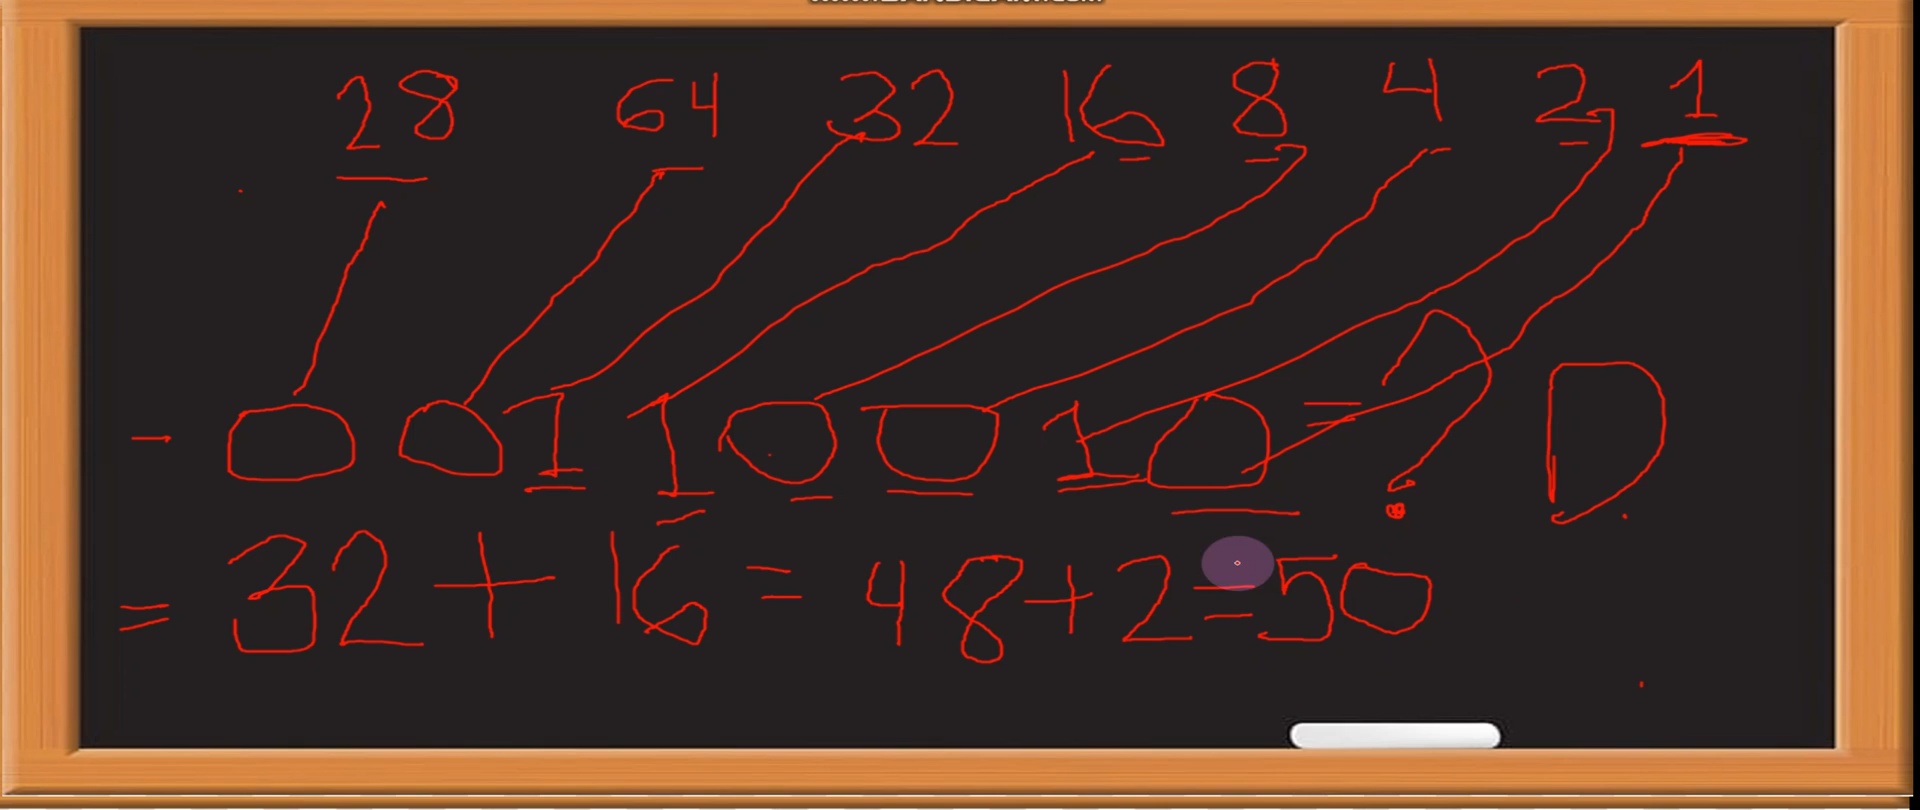 28 64 32 16 8 4 2 1
- 0 0 1 1 0 0 1 0 = ? D
= 32 + 16 = 48 + 2 = 50